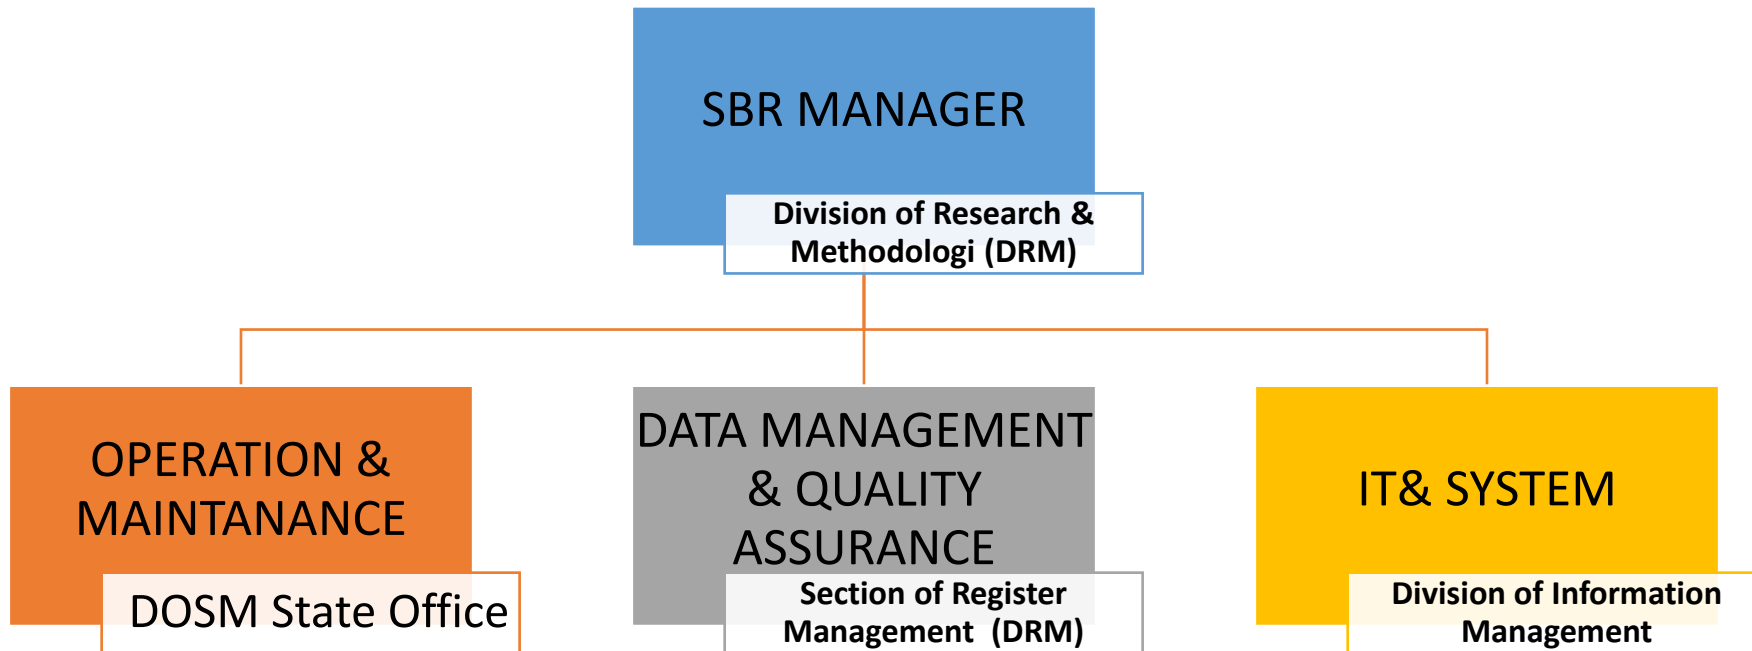 SBR MANAGER
Division of Research &
Methodologi (DRM)
OPERATION &
MAINTANANCE
DOSM State Office
DATA MANAGEMENT
& QUALITY
ASSURANCE
Section of Register
Management (DRM)
IT& SYSTEM
Division of Information
Management